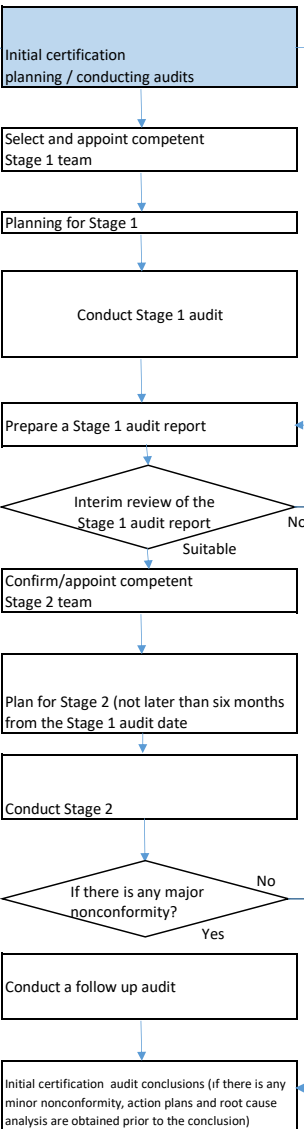 Initial certification
planning / conducting audits
Select and appoint competent
Stage 1 team
Planning for Stage 1
Conduct Stage 1 audit
Prepare a Stage 1 audit report
Interim review of the
Stage 1 audit report
No
Suitable
Confirm/appoint competent
Stage 2 team
Plan for Stage 2 (not later than six months
from the Stage 1 audit date
Conduct Stage 2
No
If there is any major
nonconformity?
Yes
Conduct a follow up audit
Initial certification audit conclusions (ıf there is any
minor nonconformity, action plans and root cause
analysis are obtained prior to the conclusion)